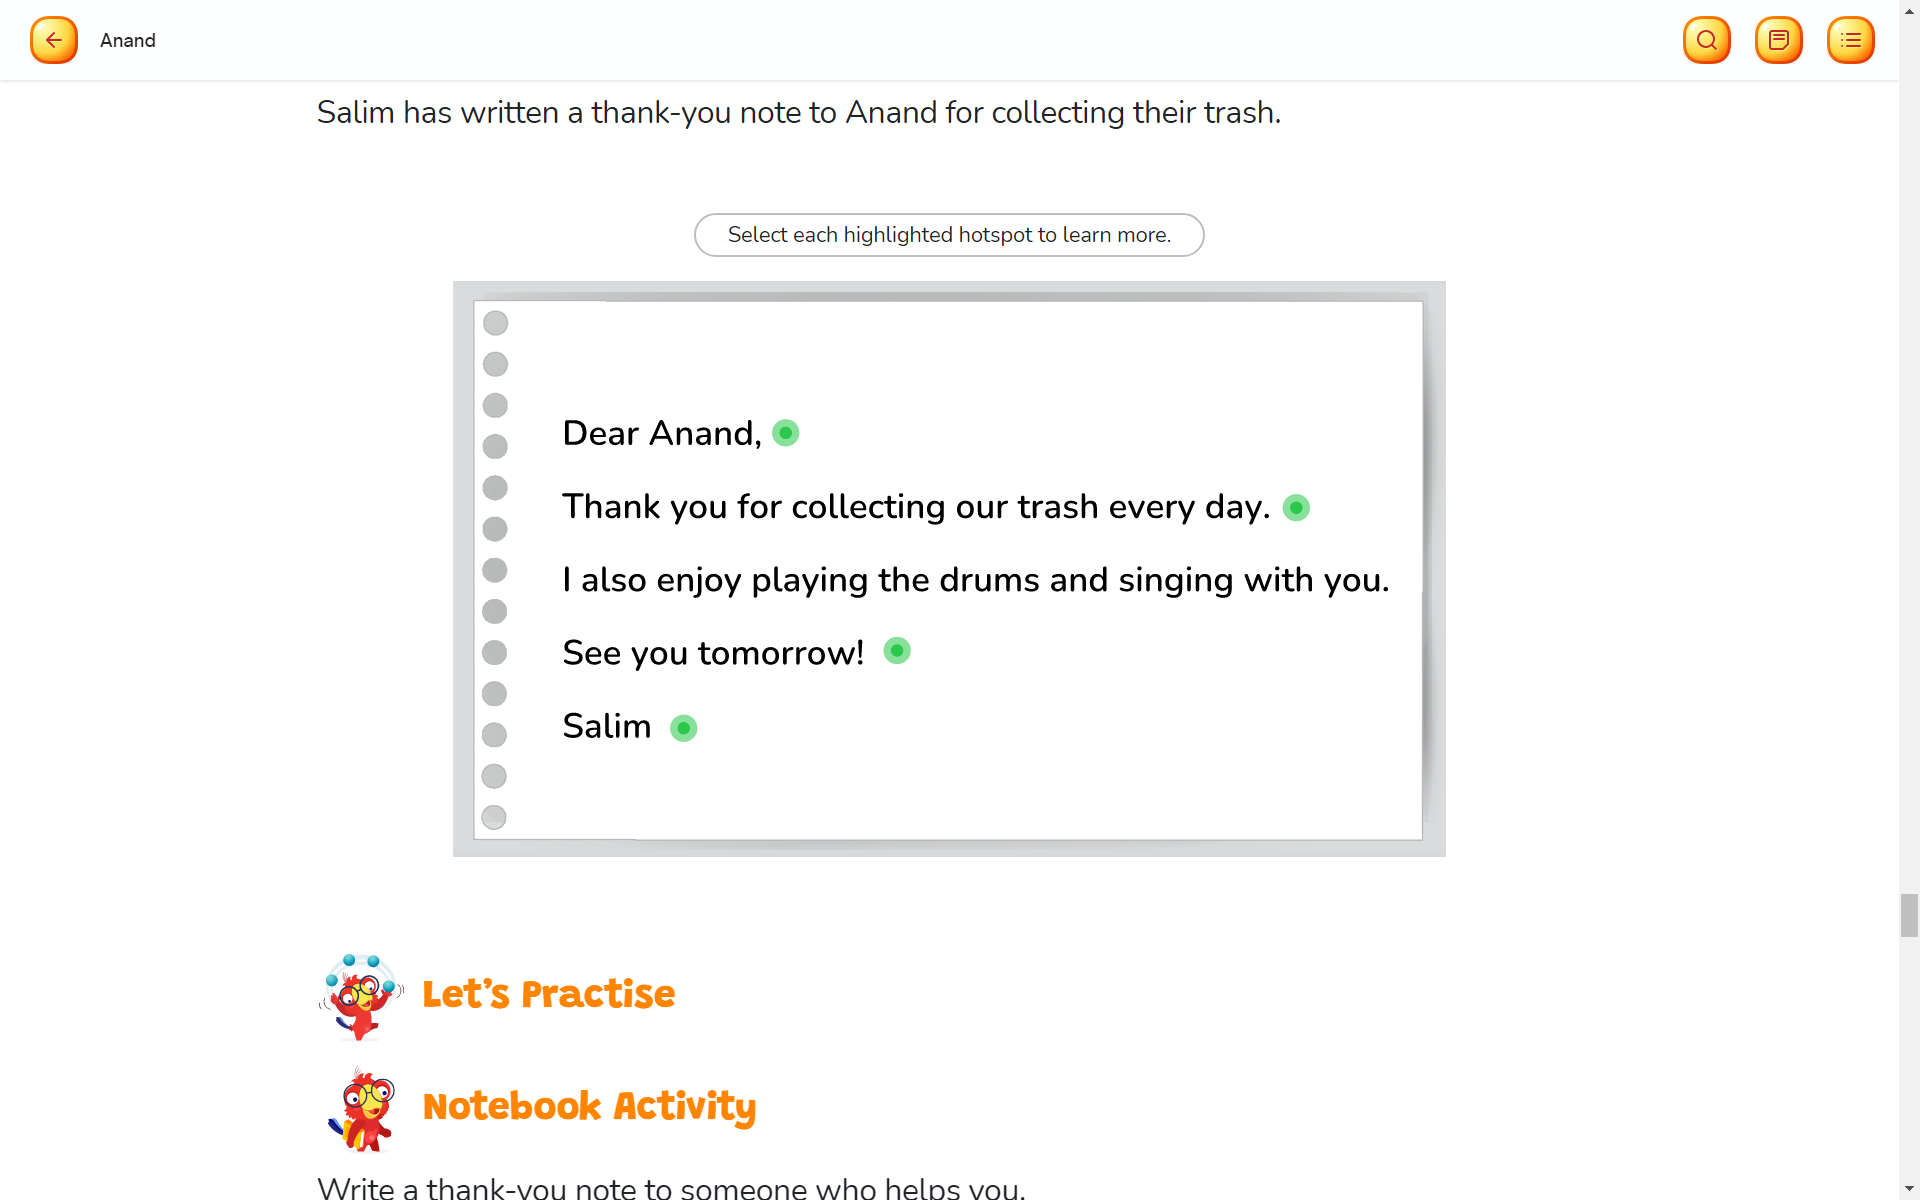 Anand
Salim has written a thank-you note to Anand for collecting their trash.
Select each highlighted hotspot to learn more.
Dear Anand,
Thank you for collecting our trash every day.
I also enjoy playing the drums and singing with you.
See you tomorrow!
Salim
Let’s Practise
Notebook Activity
Write a thank-you note to someone who helps you.